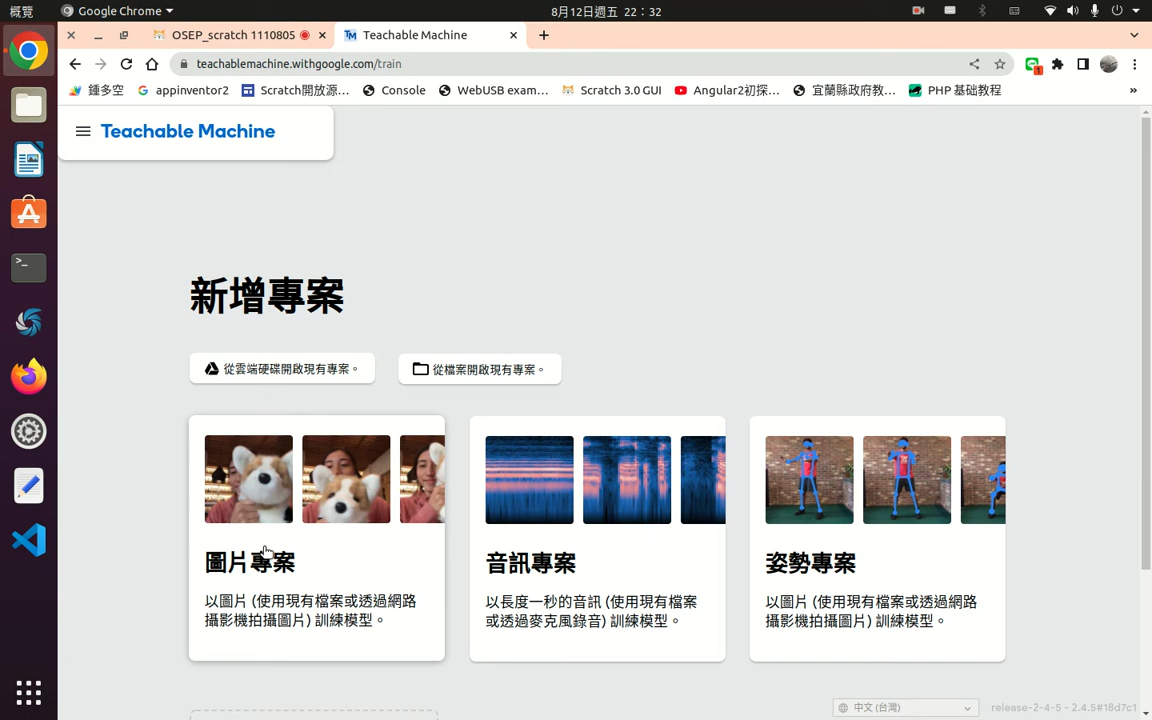 概覽
Google Chrome
8月12日週五 22：32
OSEP_scratch 1110805
Teachable Machine
teachablemachine.withgoogle.com/train
鍾多空
appinventor2
Scratch開放源…
Console
WebUSB exam…
Scratch 3.0 GUI
Angular2初探…
宜蘭縣政府教…
PHP 基础教程
»
Teachable Machine
新增專案
從雲端硬碟開啟現有專案。
從檔案開啟現有專案。
圖片專案
以圖片 (使用現有檔案或透過網路
攝影機拍攝圖片) 訓練模型。
音訊專案
以長度一秒的音訊 (使用現有檔案
或透過麥克風錄音) 訓練模型。
姿勢專案
以圖片 (使用現有檔案或透過網路
攝影機拍攝圖片) 訓練模型。
中文 (台灣)
release-2-4-5 - 2.4.5#18d7c1